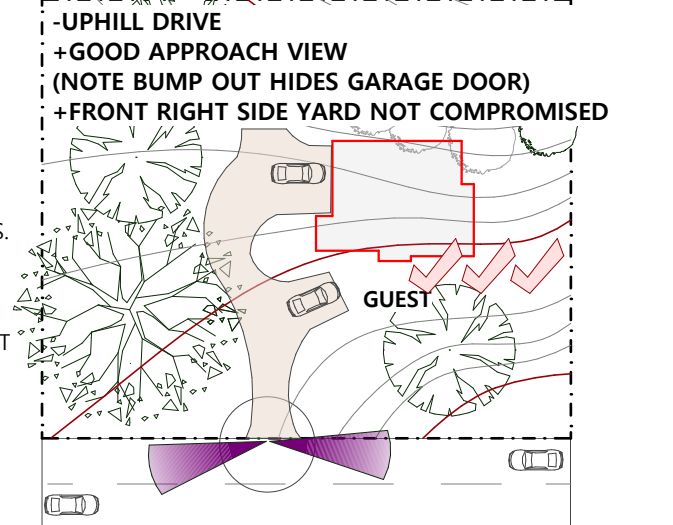 -UPHILL DRIVE
+GOOD APPROACH VIEW
(NOTE BUMP OUT HIDES GARAGE DOOR)
+FRONT RIGHT SIDE YARD NOT COMPROMISED
S.
GUEST
T